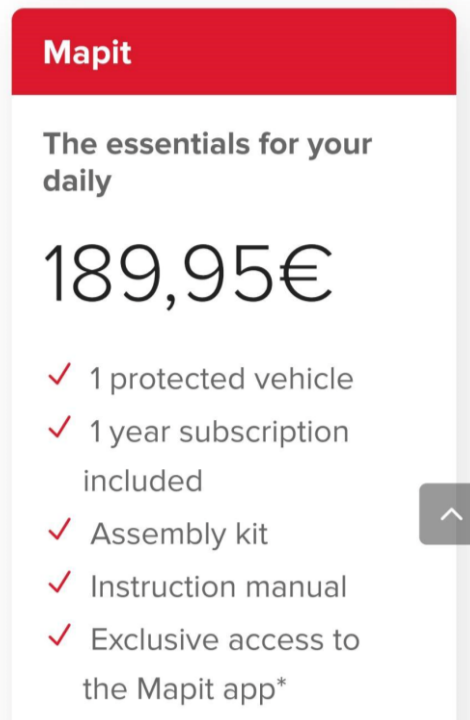 Mapit
The essentials for your
daily
189,95€
1 protected vehicle
1 year subscription
included
Assembly kit
Instruction manual
Exclusive access to
the Mapit app*